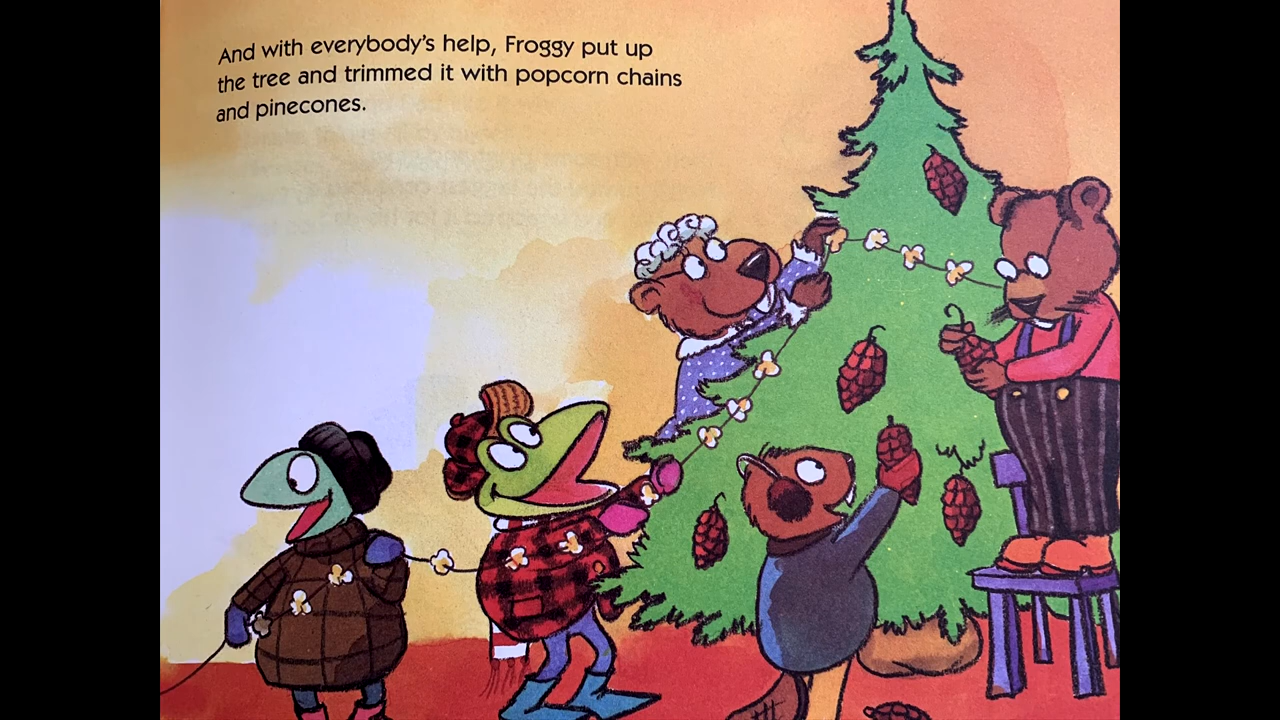 And with everybody's help, Froggy put up
the tree and trimmed it with popcorn chains
and pinecones.